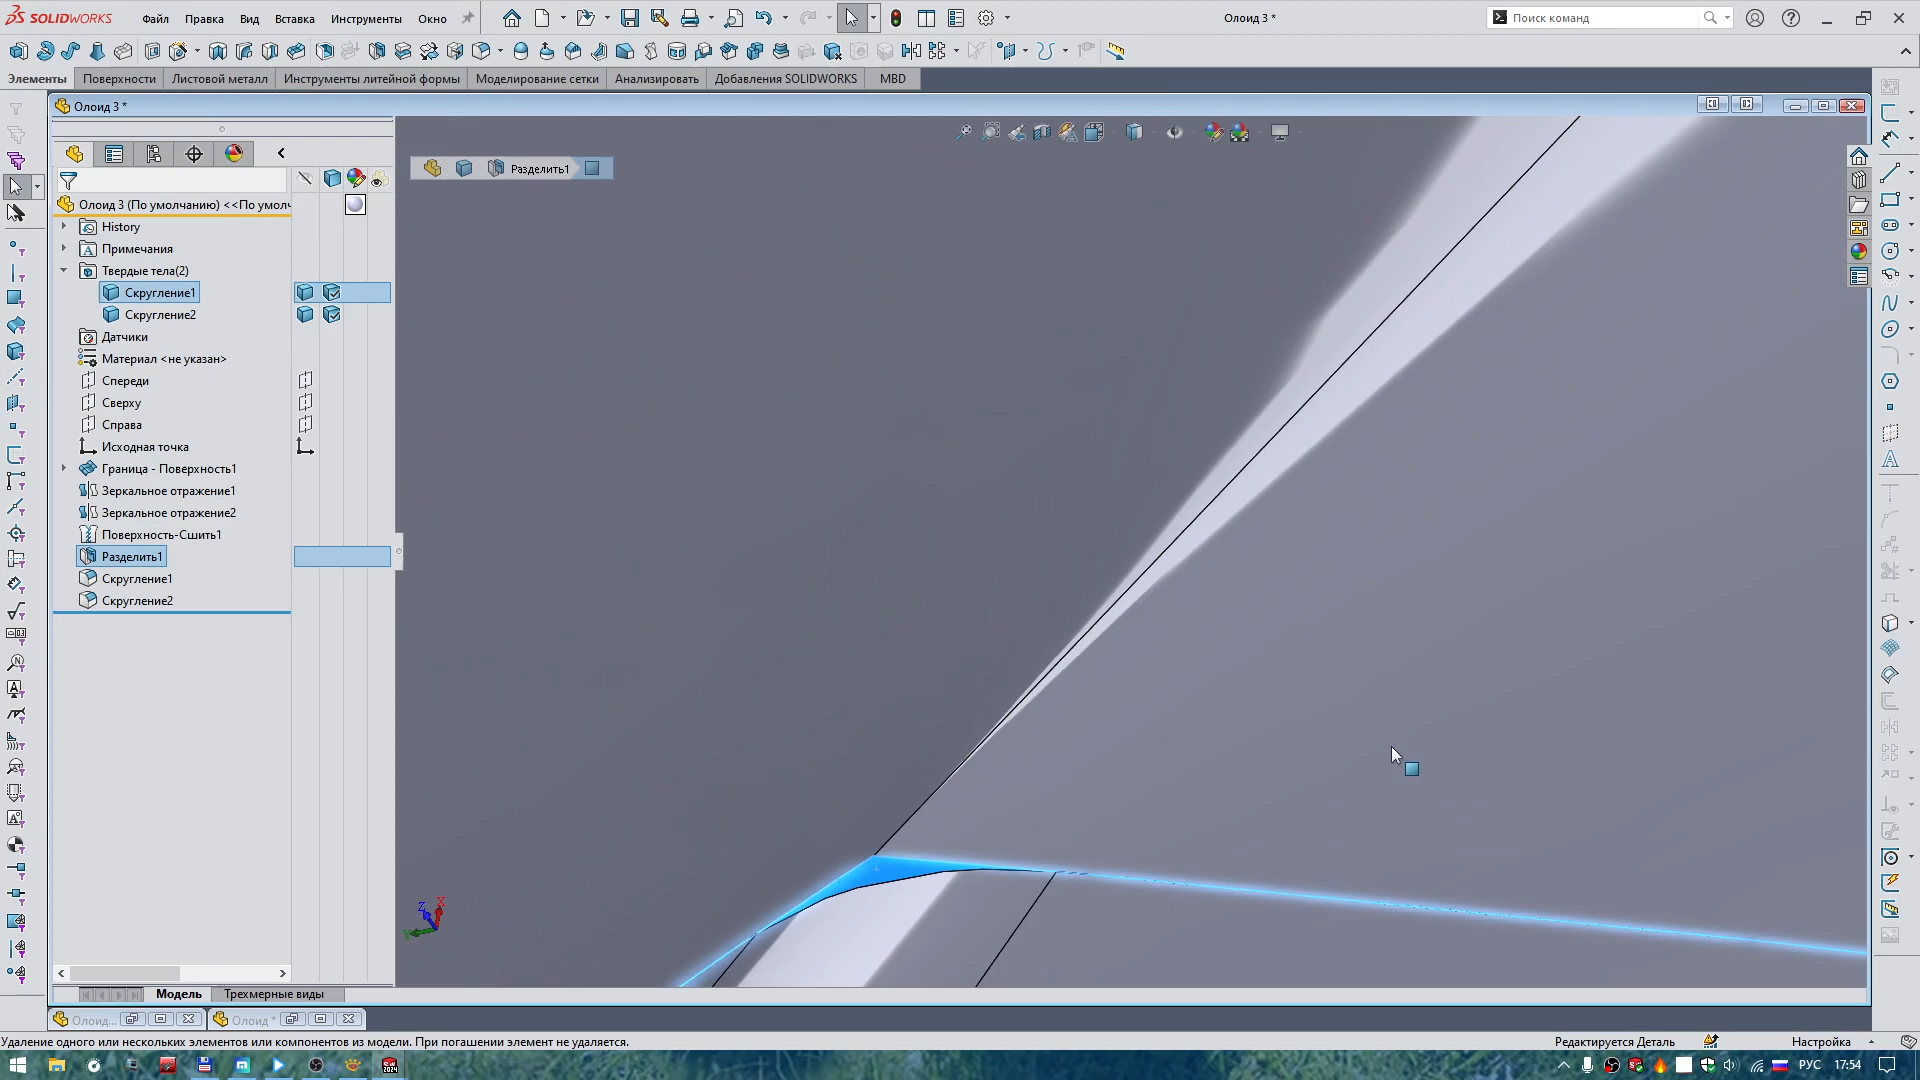 SOLIDWORKS
Файл
Правка
Вид
Вставка
Инструменты
Окно
Олоид 3 *
Поиск команд
Элементы
Поверхности
Листовой металл
Инструменты литейной формы
Моделирование сетки
Анализировать
Добавления SOLIDWORKS
MBD
Олоид 3 *
Разделить1
Олоид 3 (По умолчанию) <<По умолч
History
Примечания
Твердые тела(2)
Скругление1
Скругление2
Датчики
Материал <не указан>
Спереди
Сверху
Справа
Исходная точка
Граница - Поверхность1
Зеркальное отражение1
Зеркальное отражение2
Поверхность-Сшить1
Разделить1
Скругление1
Скругление2
Z
X
Y
Модель
Трехмерные виды
Олоид...
Олоид *
Удаление одного или нескольких элементов или компонентов из модели. При погашении элемент не удаляется.
Редактируется Деталь
Настройка
РУС
17:54